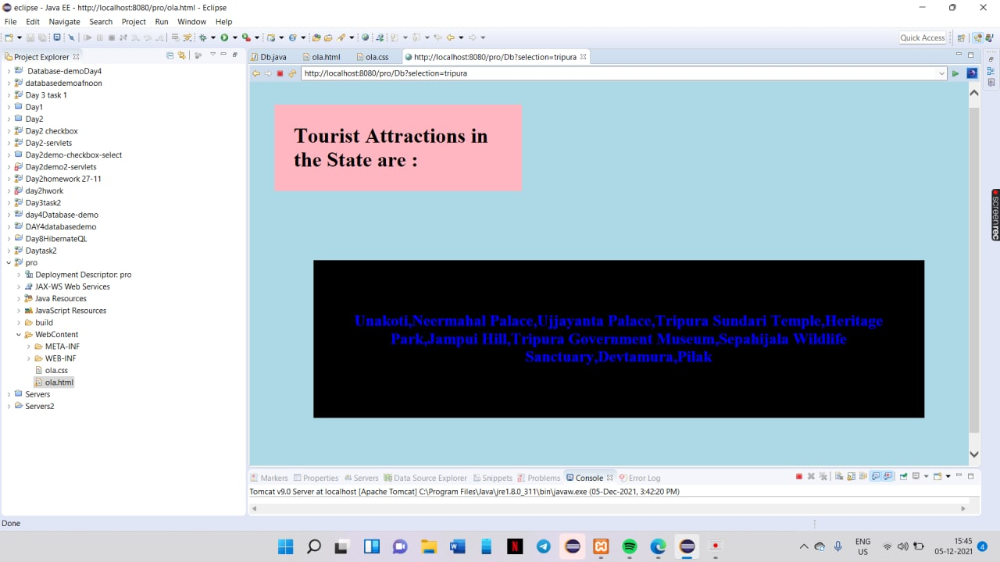 eclipse - Java EE - http://localhost:8080/pro/ola.html - Eclipse
File Edit Navigate Search Project Run Window Help
Quick Access
Project Explorer
Db.java ola.html ola.css http://localhost:8080/pro/Db?selection=tripura
http://localhost:8080/pro/Db?selection=tripura
Database-demoDay4
databasedemoafnoon
Day 3 task 1
Day1
Day2
Day2 checkbox
Day2-servlets
Day2demo-checkbox-select
Day2demo2-servlets
Day2homework 27-11
day2hwork
Day3task2
day4Database-demo
DAY4databasedemo
Day8HibernateQL
Daytask2
pro
Deployment Descriptor: pro
JAX-WS Web Services
Java Resources
JavaScript Resources
build
WebContent
META-INF
WEB-INF
ola.css
ola.html
Servers
Servers2
Tourist Attractions in
the State are :
Unakoti,Neermahal Palace,Ujjayanta Palace,Tripura Sundari Temple,Heritage
Park,Jampui Hill,Tripura Government Museum,Sepahijala Wildlife
Sanctuary,Devtamura,Pilak
screenrec
Markers Properties Servers Data Source Explorer Snippets Problems Console Error Log
Tomcat v9.0 Server at localhost [Apache Tomcat] C:\Program Files\Java\jre1.8.0_311\bin\javaw.exe (05-Dec-2021, 3:42:20 PM)
Done
ENG
US
15:45
05-12-2021
4